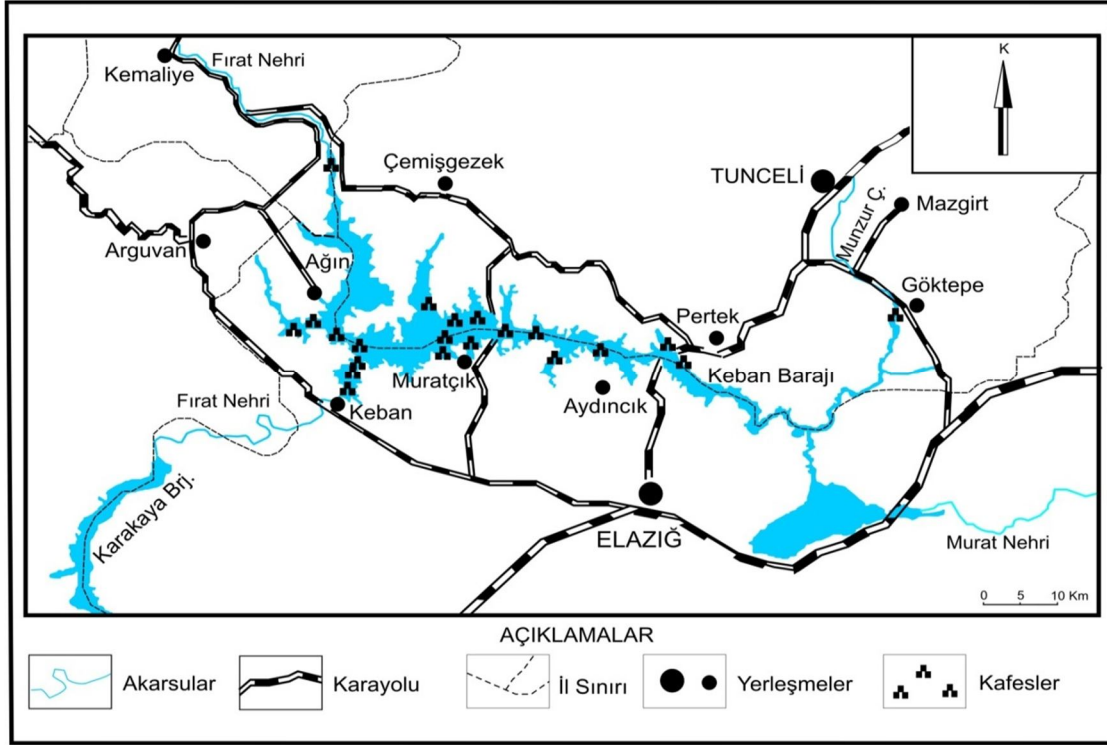 K
Fırat Nehri
Kemaliye
Çemişgezek
TUNCELİ
Munzur Ç.
Mazgirt
Arguvan
Ağın
Göktepe
Pertek
Muratçık
Keban Barajı
Fırat Nehri
Keban
Aydıncık
Karakaya Brj.
ELAZIĞ
Murat Nehri
0 5 10 Km
AÇIKLAMALAR
Akarsular
Karayolu
İl Sınırı
Yerleşmeler
Kafesler